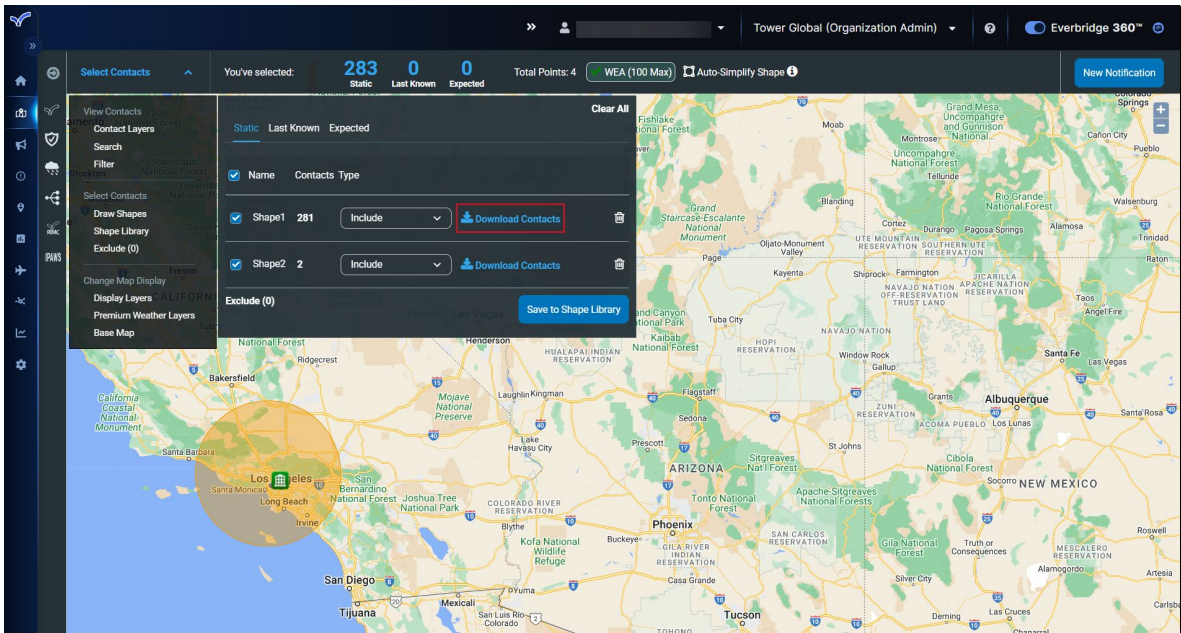 Tower Global (Organization Admin)
Everbridge 360™
Select Contacts
You've selected:
283
Static
0
Last Known
0
Expected
Total Points: 4
WEA (100 Max)
Auto-Simplify Shape
New Notification
View Contacts
Contact Layers
Search
Filter
Select Contacts
Draw Shapes
Shape Library
Exclude (0)
Change Map Display
Display Layers
Premium Weather Layers
Base Map
IPAWS
Clear All
Static Last Known Expected
Name Contacts Type
Shape1 281 Include Download Contacts
Shape2 2 Include Download Contacts
Exclude (0)
Save to Shape Library
Colorado
Springs
Grand Mesa,
Uncompahgre
and Gunnison
National...
Moab
Montrose
Cañon City
Pueblo
Uncompahgre
National Forest
Telluride
Fishlake
Stockton
Fresno
Grand
Staircase-Escalante
National
Monument
Blanding
Rio Grande
National Forest
Walsenburg
Cortez
Durango
Pagosa Springs
Alamosa
Trinidad
Raton
Oljato-Monument
Valley
UTE MOUNTAIN
RESERVATION
SOUTHERN UTE
RESERVATION
Page
Kayenta
Shiprock
Farmington
JICARILLA
APACHE NATION
RESERVATION
NAVAJO NATION
OFF-RESERVATION
TRUST LAND
Taos
Angel Fire
Tuba City
NAVAJO NATION
Kaibab
National Forest
HOPI
RESERVATION
Window Rock
Gallup
Santa Fe
Las Vegas
National Forest
Ridgecrest
Henderson
HUALAPAI INDIAN
RESERVATION
Bakersfield
California
Coastal
National
Monument
Mojave
National
Preserve
Laughlin
Kingman
Flagstaff
Sedona
Grants
Albuquerque
Santa Rosa
ZUNI
RESERVATION
ACOMA PUEBLO
Los Lunas
Santa Barbara
Lake
Havasu City
Prescott
St Johns
ARIZONA
Sitgreaves
Nat'l Forest
Cibola
National Forest
Socorro
NEW MEXICO
Santa Monica
Long Beach
Irvine
San
Bernardino
National Forest
Joshua Tree
National Park
COLORADO RIVER
RESERVATION
Tonto National
Forest
Apache-Sitgreaves
National Forests
Blythe
Phoenix
Buckeye
Kofa National
Wildlife
Refuge
GILA RIVER
INDIAN
RESERVATION
SAN CARLOS
RESERVATION
Gila National
Forest
Truth or
Consequences
Roswell
MESCALERO
RESERVATION
San Diego
Yuma
Casa Grande
Silver City
Alamogordo
Artesia
Tijuana
Mexicali
San Luis Río
Colorado
Tucson
Deming
Las Cruces
Carlsba
TOHONO
Chaparral